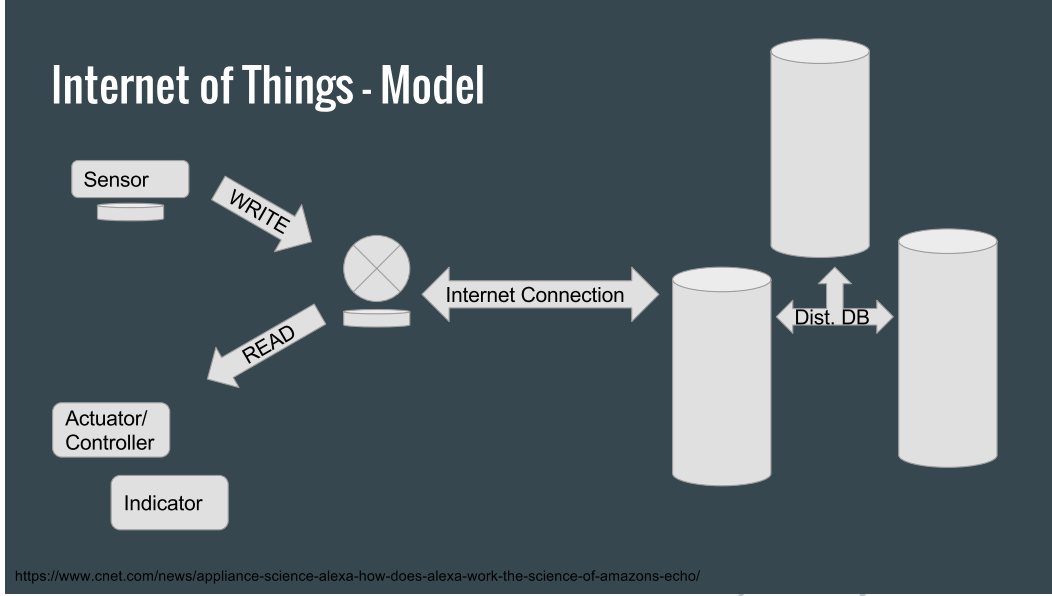 Internet of Things - Model
Sensor
WRITE
Internet Connection
Dist. DB
READ
Actuator/
Controller
Indicator
https://www.cnet.com/news/appliance-science-alexa-how-does-alexa-work-the-science-of-amazons-echo/